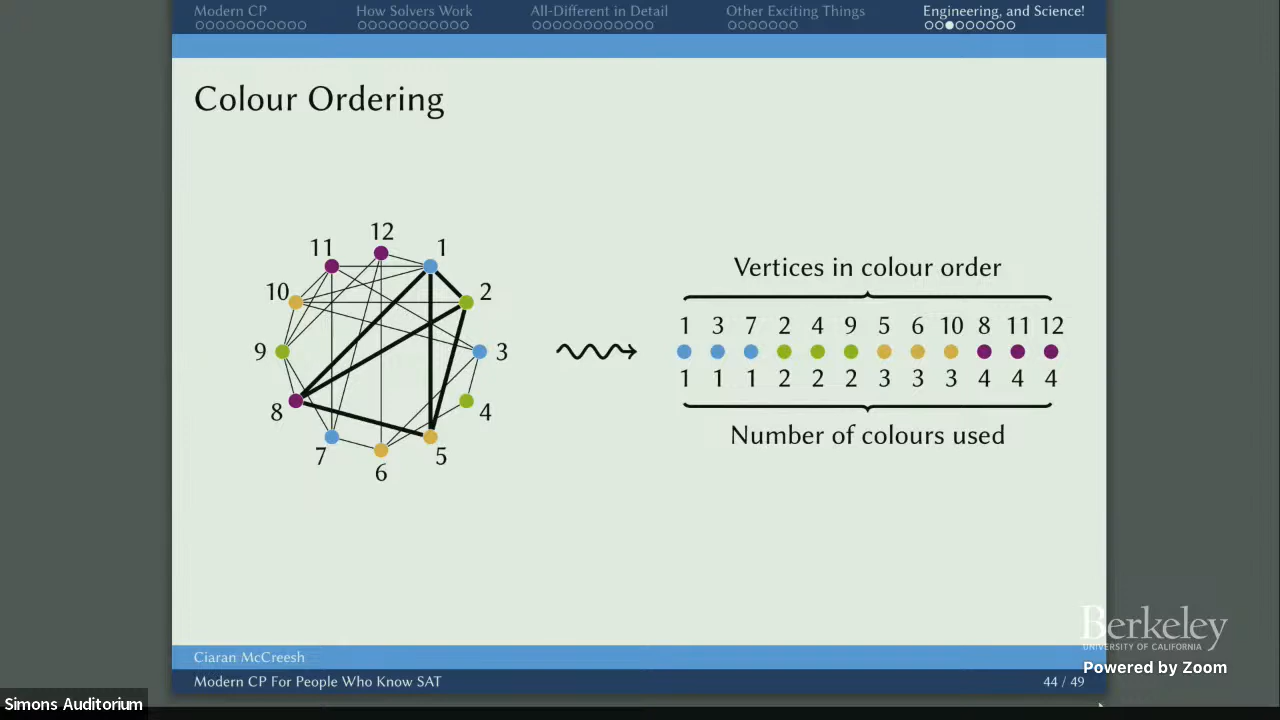 Modern CP
How Solvers Work
All-Different in Detail
Other Exciting Things
Engineering, and Science!
Colour Ordering
12
11
1
10
2
9
3
8
4
7
5
6
Vertices in colour order
1 3 7 2 4 9 5 6 10 8 11 12
1 1 1 2 2 2 3 3 3 4 4 4
Number of colours used
Berkeley
UNIVERSITY OF CALIFORNIA
Powered by Zoom
Ciaran McCreesh
Modern CP For People Who Know SAT
44 / 49
Simons Auditorium